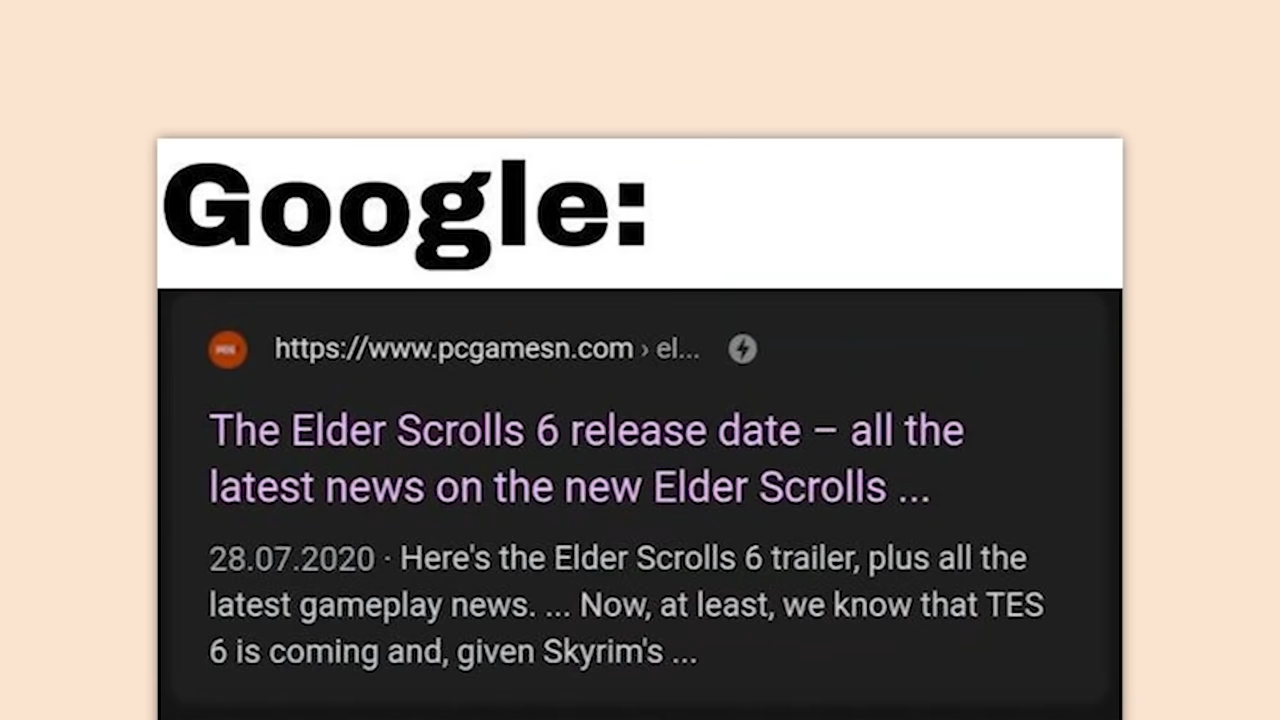 Google:
https://www.pcgamesn.com › el...
The Elder Scrolls 6 release date – all the
latest news on the new Elder Scrolls ...
28.07.2020 · Here's the Elder Scrolls 6 trailer, plus all the
latest gameplay news. ... Now, at least, we know that TES
6 is coming and, given Skyrim's ...